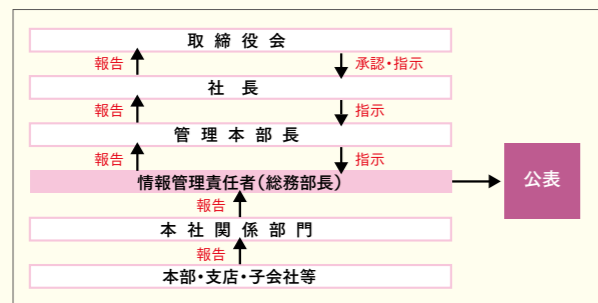 取締役会
報告 承認・指示
社長
報告 指示
管理本部長
報告 指示
情報管理責任者(総務部長)
公表
報告
本社関係部門
報告
本部・支店・子会社等